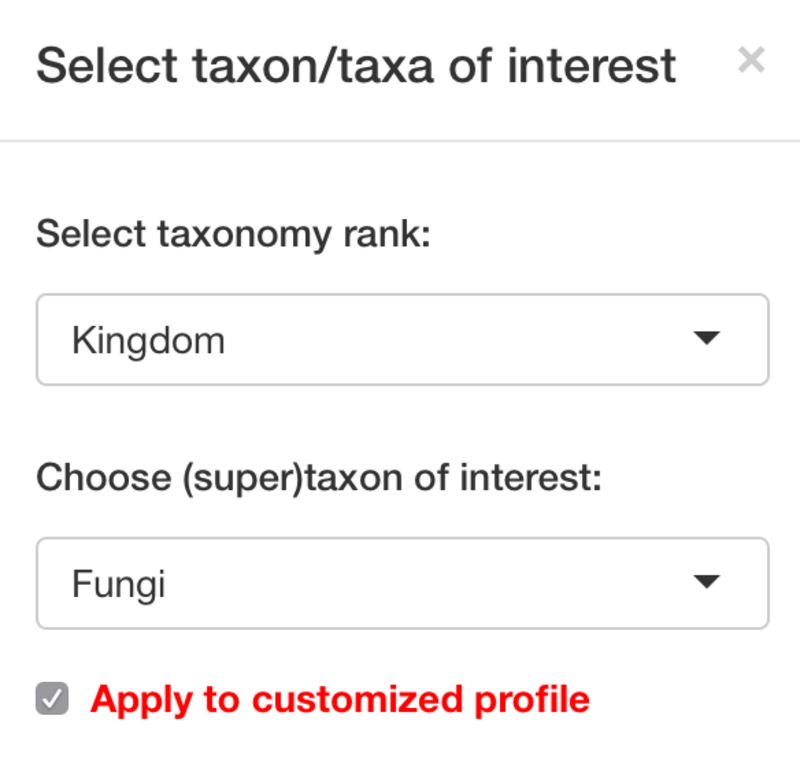 Select taxon/taxa of interest ×
Select taxonomy rank:
Kingdom
Choose (super)taxon of interest:
Fungi
Apply to customized profile